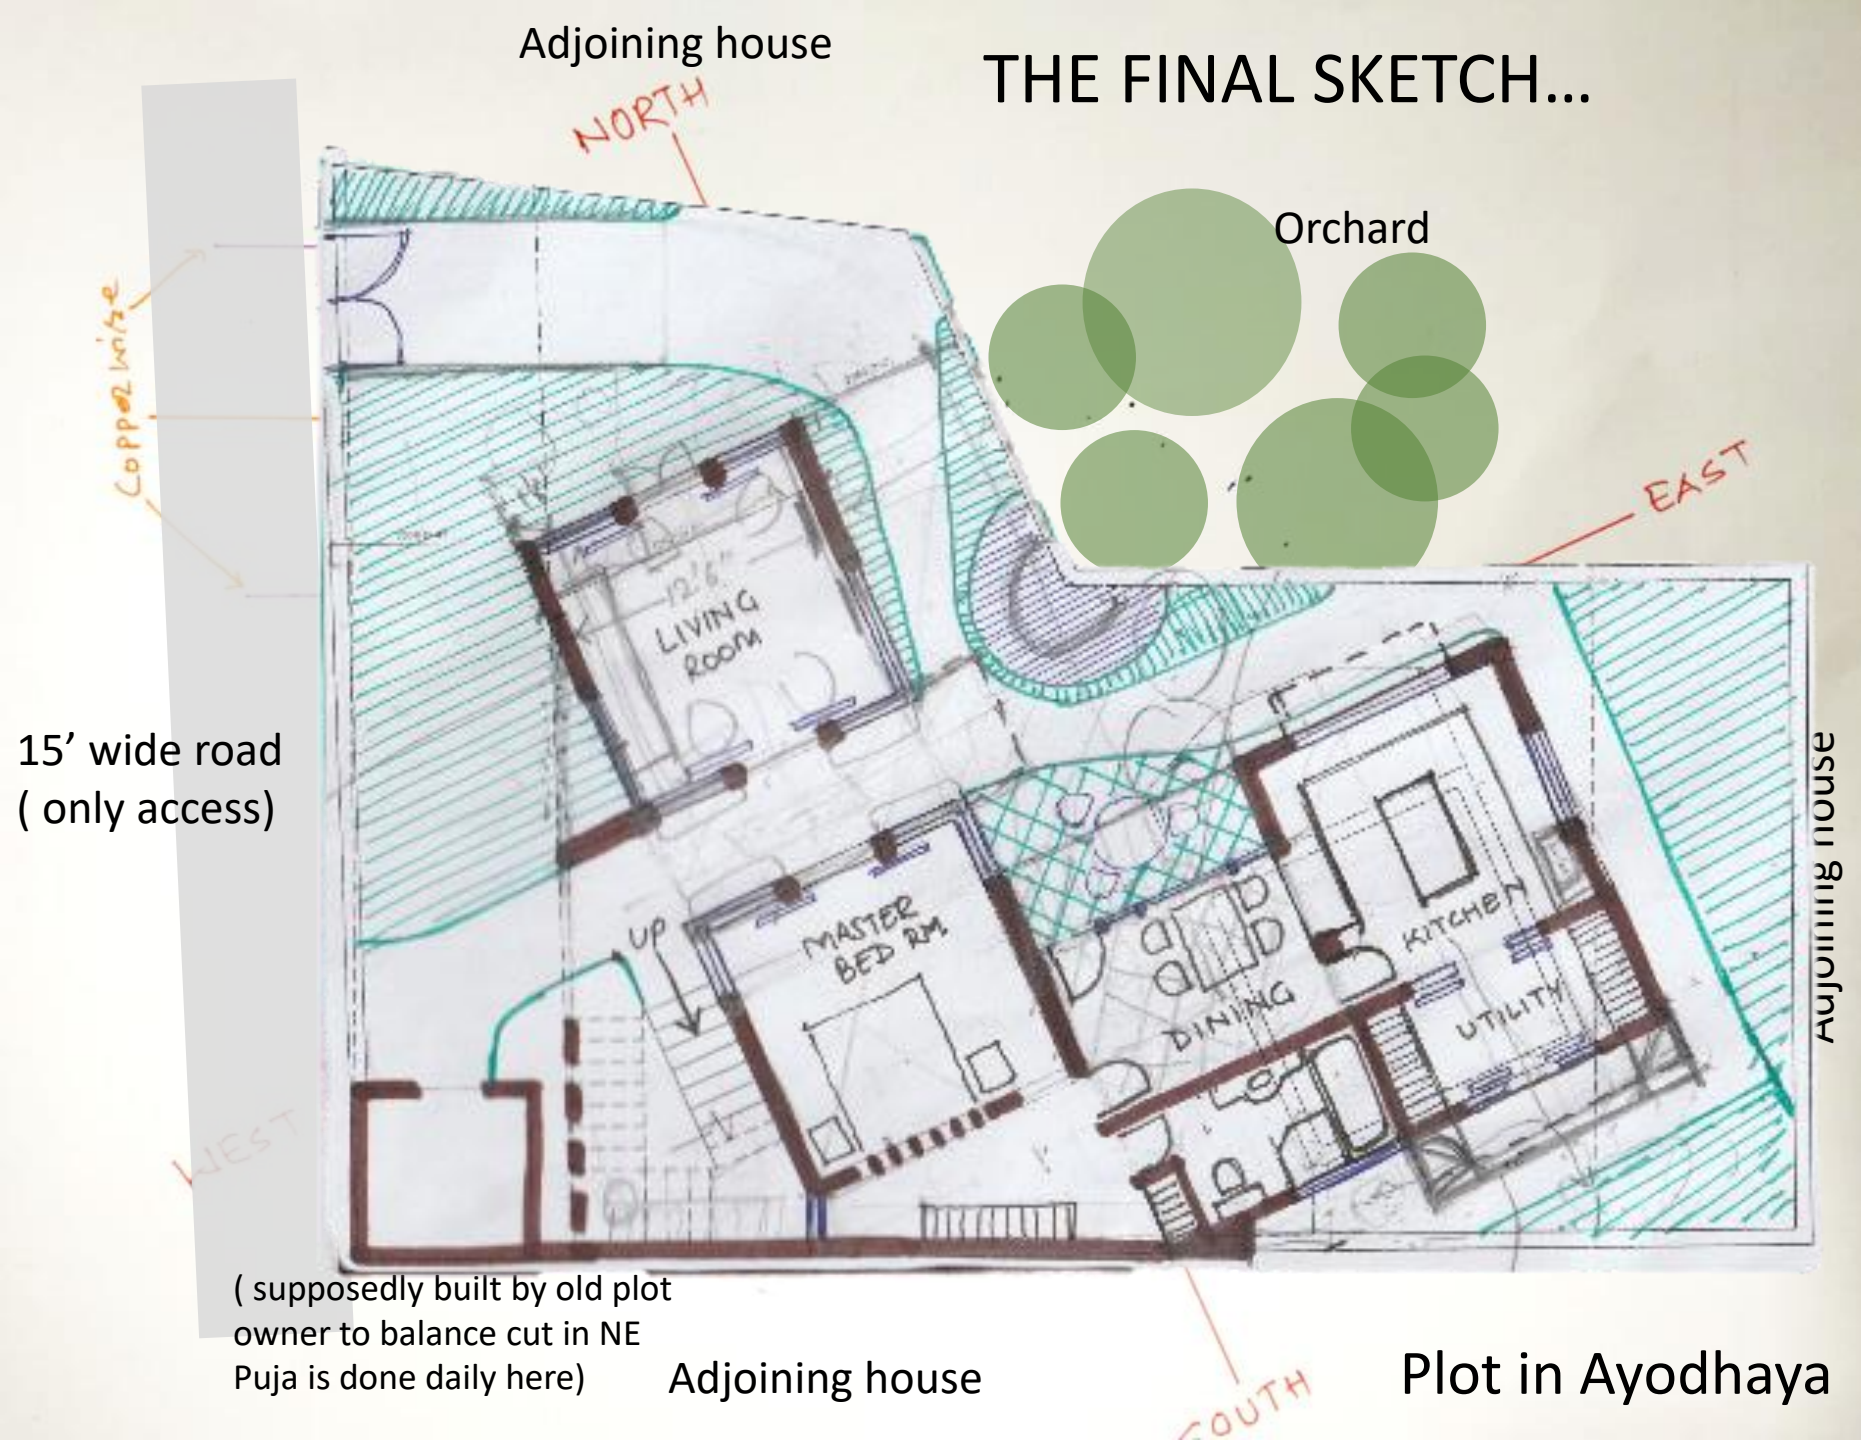 Adjoining house
THE FINAL SKETCH...
NORTH
Orchard
Copperwire
EAST
12'6"
LIVING
ROOM
15’ wide road
( only access)
Adjoining house
UP
MASTER
BED RM.
KITCHEN
DINING
UTILITY
WEST
( supposedly built by old plot
owner to balance cut in NE
Puja is done daily here)
Adjoining house
Plot in Ayodhaya
SOUTH